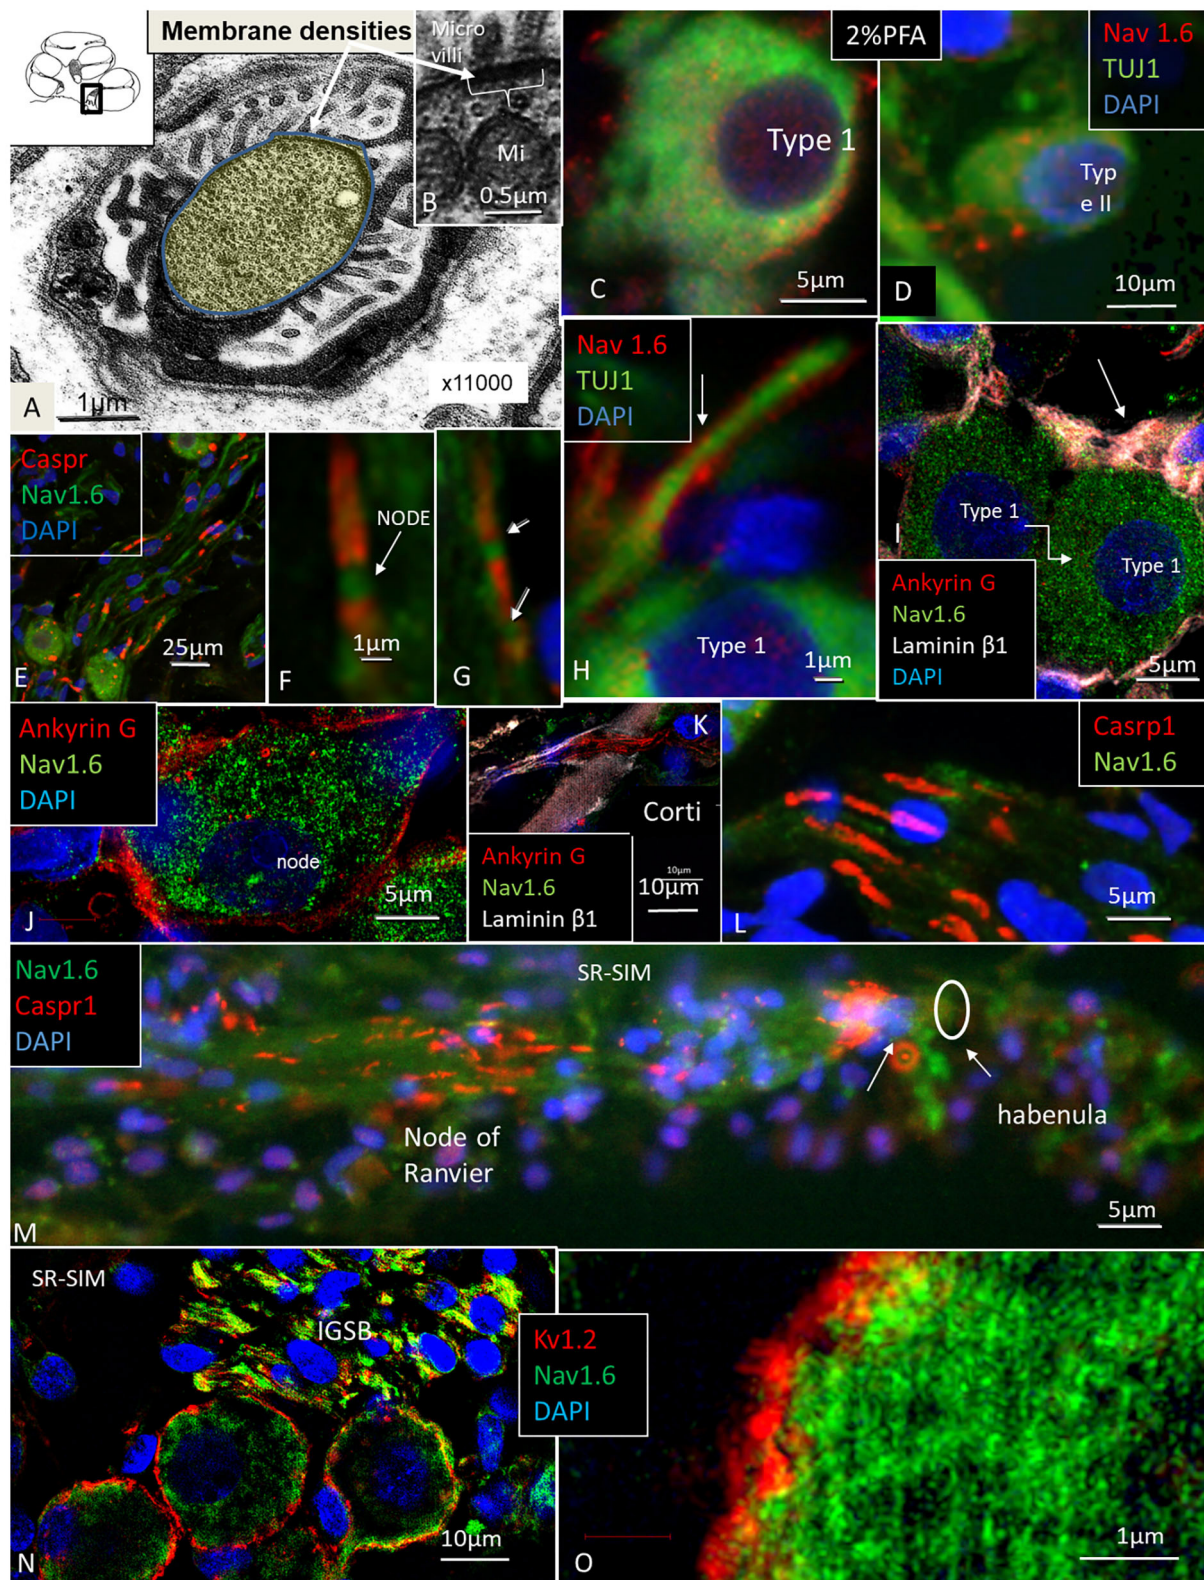 Membrane densities
Micro
villi
Mi
0.5µm
B
x11000
A
1µm
2%PFA
Type 1
C
5µm
Nav 1.6
TUJ1
DAPI
Typ
e II
D
10µm
Caspr
Nav1.6
DAPI
E
25µm
NODE
F
1µm
G
Nav 1.6
TUJ1
DAPI
Type 1
H
1µm
Type 1
I
Type 1
Ankyrin G
Nav1.6
Laminin β1
DAPI
5µm
Ankyrin G
Nav1.6
DAPI
node
J
5µm
K
Corti
Ankyrin G
Nav1.6
Laminin β1
10µm
10µm
Casrp1
Nav1.6
L
5µm
Nav1.6
Caspr1
DAPI
SR-SIM
Node of
Ranvier
habenula
M
5µm
SR-SIM
IGSB
N
10µm
Kv1.2
Nav1.6
DAPI
O
1µm